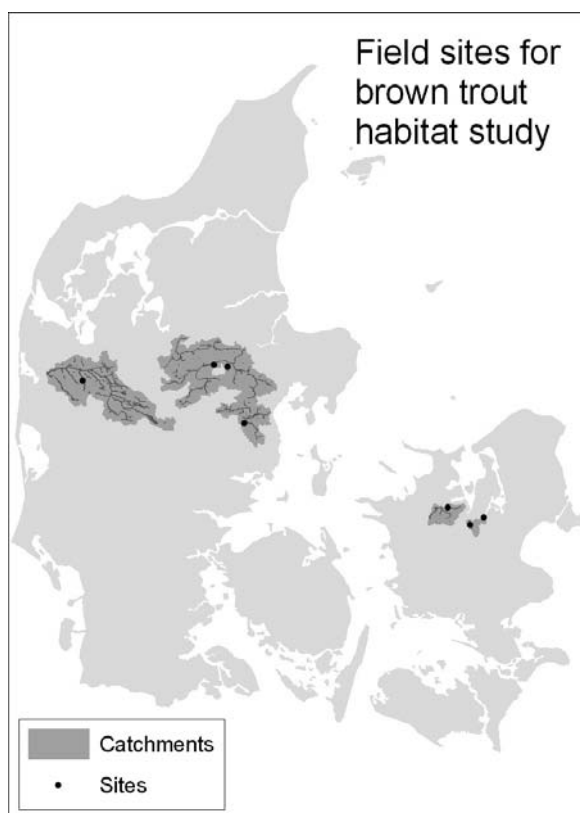 Field sites for
brown trout
habitat study
Catchments
Sites